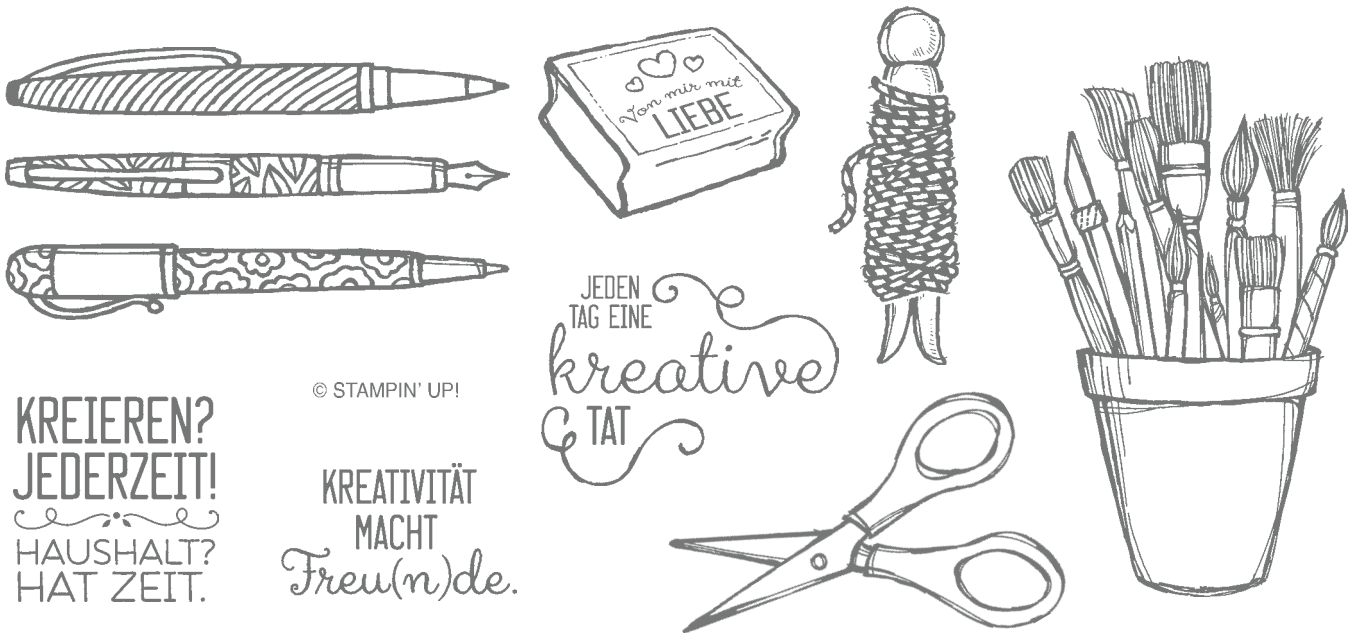 Von mir mit
LIEBE
JEDEN
TAG EINE
kreative
TAT
© STAMPIN' UP!
KREIEREN?
JEDERZEIT!
HAUSHALT?
HAT ZEIT.
KREATIVITÄT
MACHT
Freu(n)de.